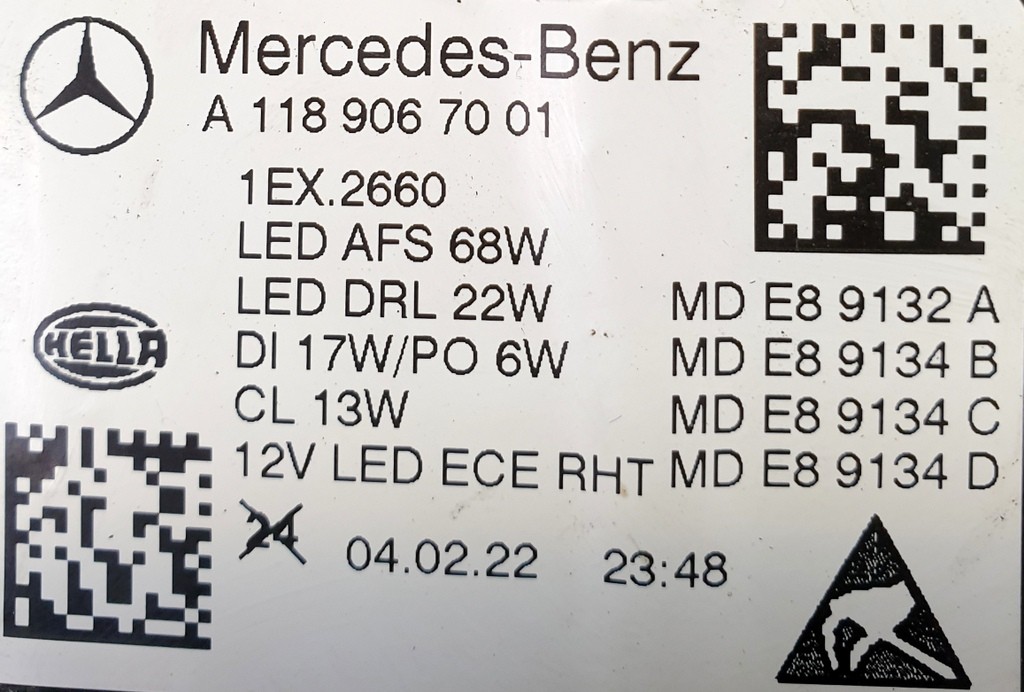 Mercedes-Benz
A 118 906 70 01
1EX.2660
LED AFS 68W
LED DRL 22W MD E8 9132 A
HELLA
DI 17W/PO 6W MD E8 9134 B
CL 13W MD E8 9134 C
12V LED ECE RHT MD E8 9134 D
24
04.02.22 23:48